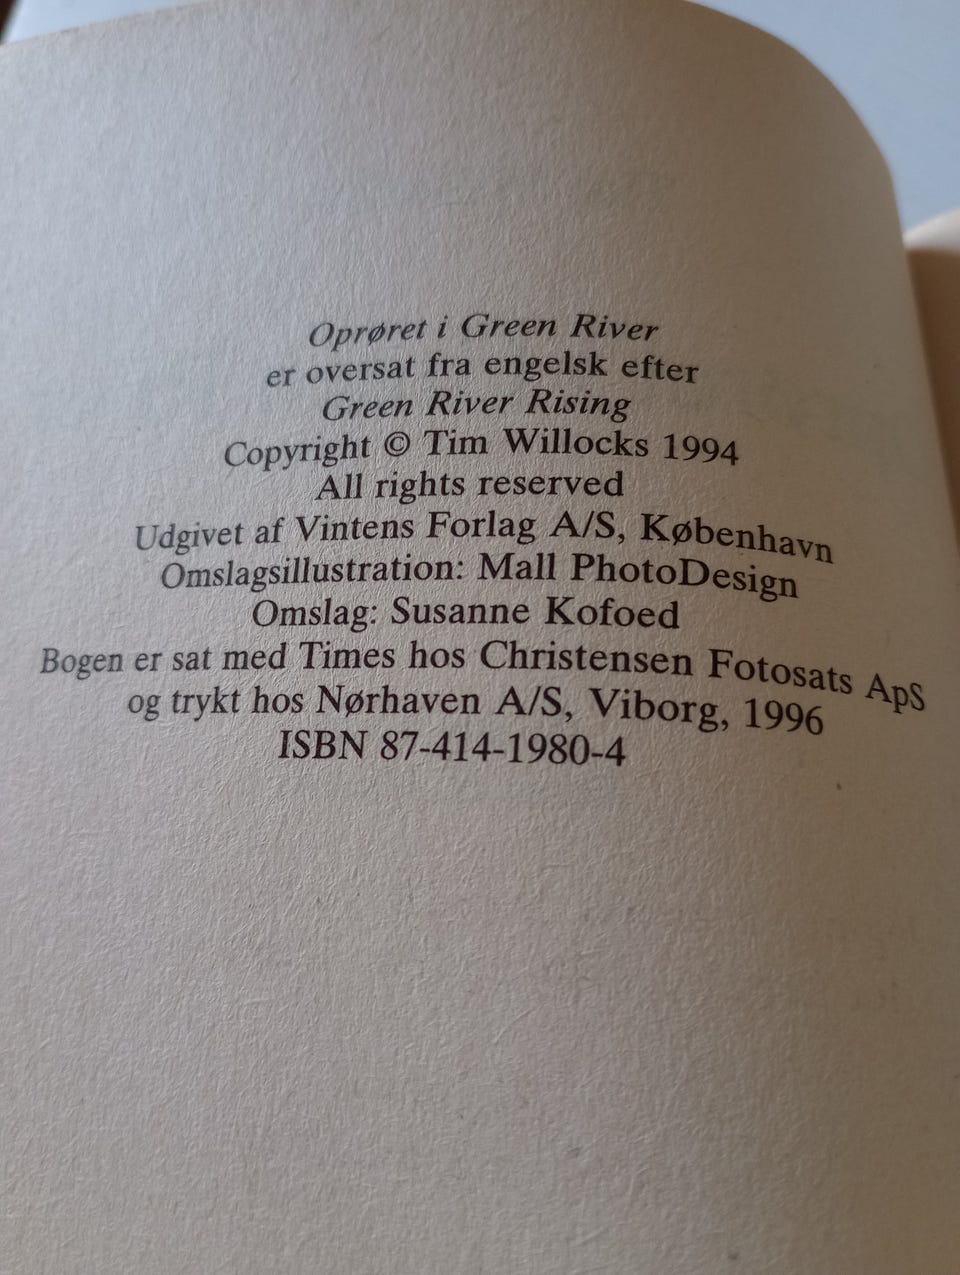 Oprøret i Green River
er oversat fra engelsk efter
Green River Rising
Copyright © Tim Willocks 1994
All rights reserved
Udgivet af Vintens Forlag A/S, København
Omslagsillustration: Mall PhotoDesign
Omslag: Susanne Kofoed
Bogen er sat med Times hos Christensen Fotosats ApS
og trykt hos Nørhaven A/S, Viborg, 1996
ISBN 87-414-1980-4